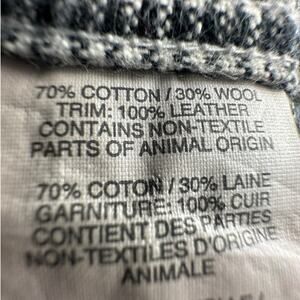 70% COTTON / 30% WOOL
TRIM: 100% LEATHER
CONTAINS NON-TEXTILE
PARTS OF ANIMAL ORIGIN
70% COTON / 30% LAINE
GARNITURE: 100% CUIR
CONTIENT DES PARTIES
NON-TEXTILES D'ORIGINE
ANIMALE